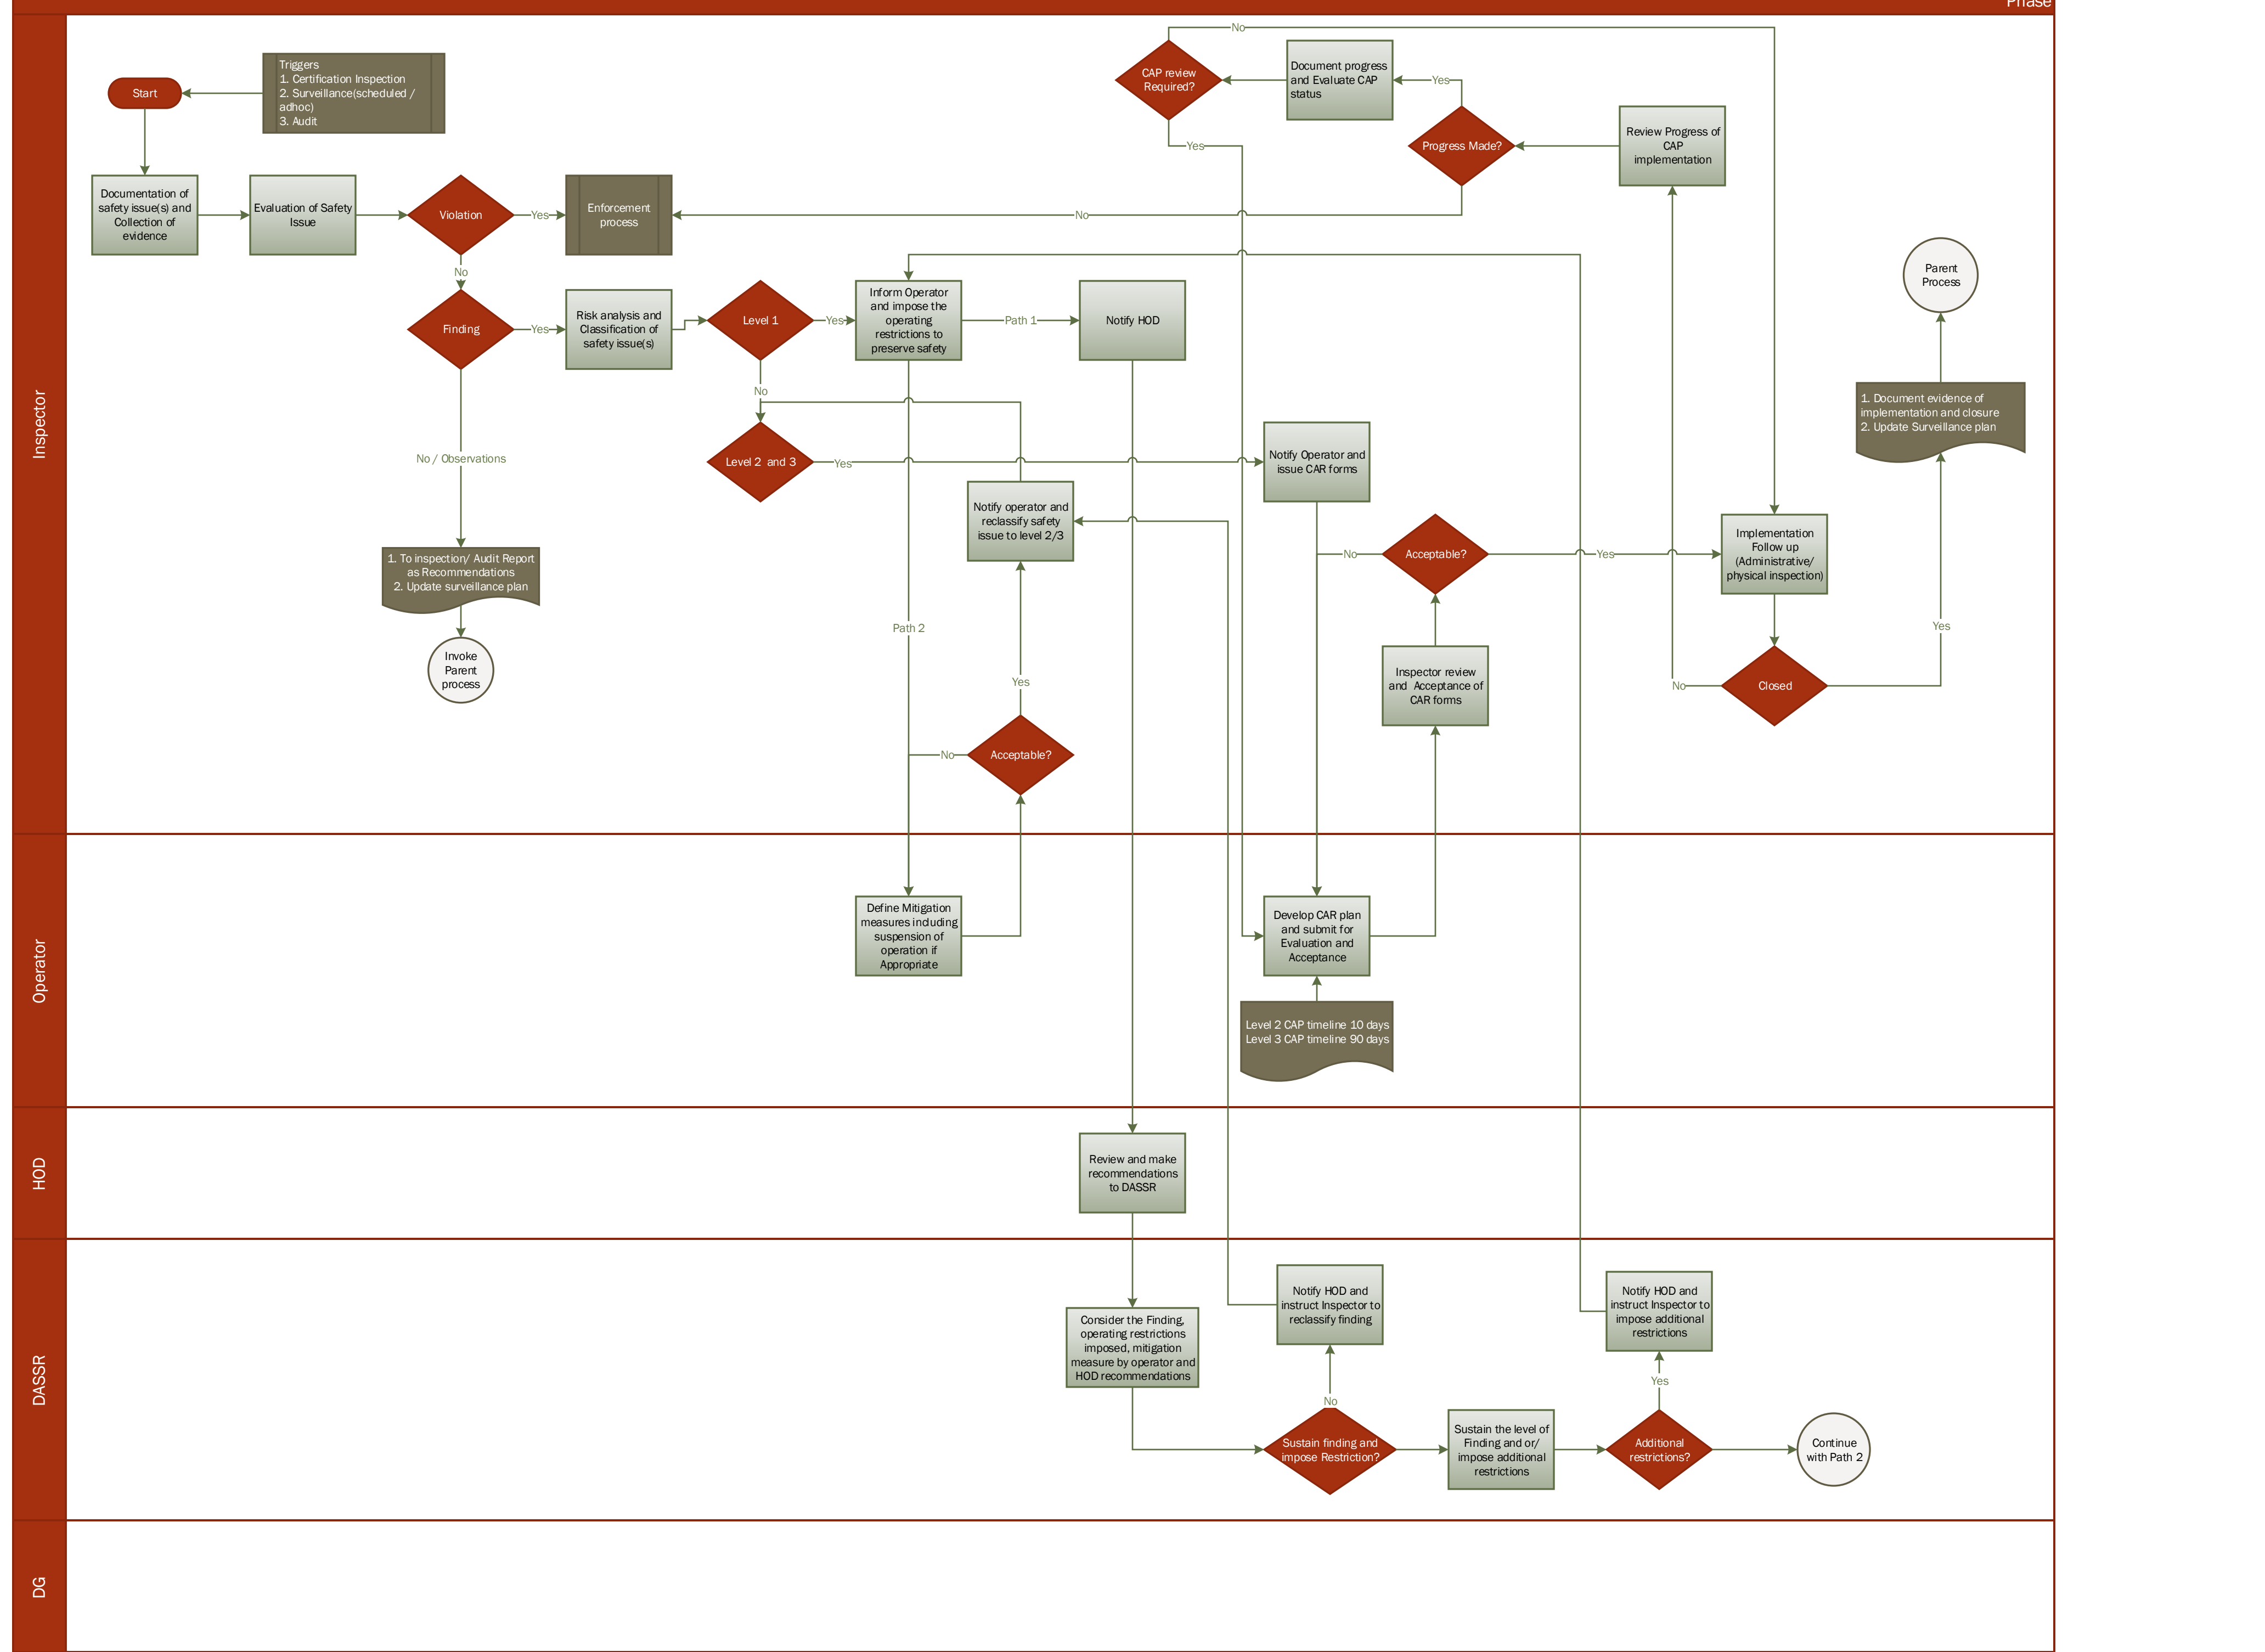 Phase
Inspector
Start
Triggers
1. Certification Inspection
2. Surveillance(scheduled /
adhoc)
3. Audit
No
CAP review
Required?
Document progress
and Evaluate CAP
status
Yes
Progress Made?
Review Progress of
CAP
implementation
Yes
Documentation of
safety issue(s) and
Collection of
evidence
Evaluation of Safety
Issue
Violation
Yes
Enforcement
process
No
No
Finding
Yes
Risk analysis and
Classification of
safety issue(s)
Level 1
Yes
Inform Operator
and impose the
operating
restrictions to
preserve safety
Path 1
Notify HOD
Parent
Process
No
Level 2 and 3
Yes
Notify Operator and
issue CAR forms
1. Document evidence of
implementation and closure
2. Update Surveillance plan
No / Observations
Notify operator and
reclassify safety
issue to level 2/3
No
Acceptable?
Yes
Implementation
Follow up
(Administrative/
physical inspection)
1. To inspection/ Audit Report
as Recommendations
2. Update surveillance plan
Path 2
Yes
Invoke
Parent
process
Yes
Inspector review
and Acceptance of
CAR forms
No
Closed
No
Acceptable?
Operator
Define Mitigation
measures including
suspension of
operation if
Appropriate
Develop CAR plan
and submit for
Evaluation and
Acceptance
Level 2 CAP timeline 10 days
Level 3 CAP timeline 90 days
HOD
Review and make
recommendations
to DASSR
DASSR
Notify HOD and
instruct Inspector to
reclassify finding
Notify HOD and
instruct Inspector to
impose additional
restrictions
Consider the Finding,
operating restrictions
imposed, mitigation
measure by operator and
HOD recommendations
No
Yes
Sustain finding and
impose Restriction?
Sustain the level of
Finding and or/
impose additional
restrictions
Additional
restrictions?
Continue
with Path 2
DG